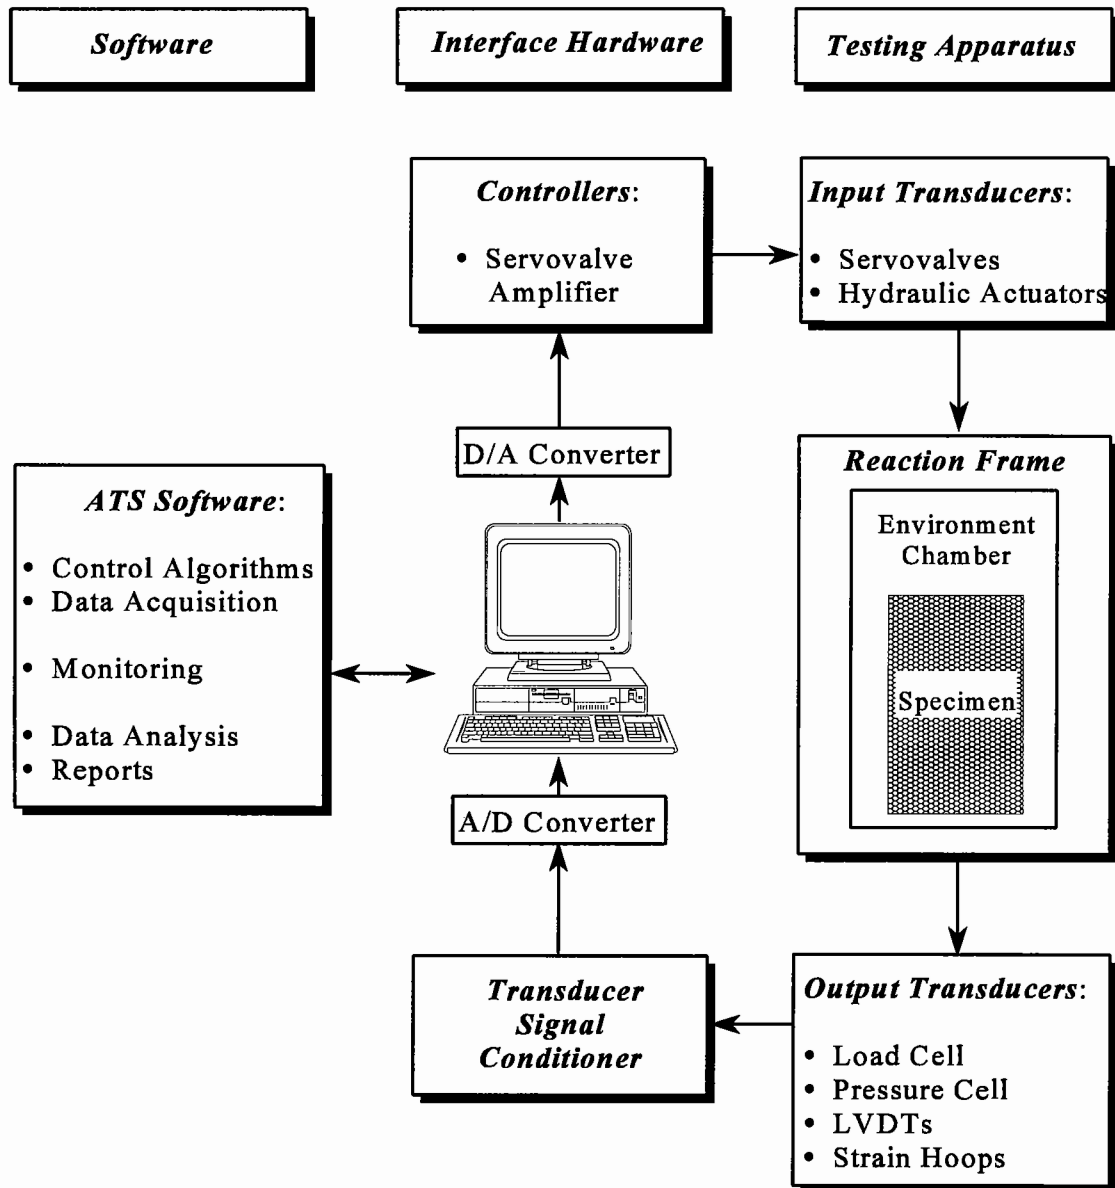 Software
Interface Hardware
Testing Apparatus
Controllers:
• Servovalve
Amplifier
Input Transducers:
• Servovalves
• Hydraulic Actuators
D/A Converter
ATS Software:
• Control Algorithms
• Data Acquisition
• Monitoring
• Data Analysis
• Reports
Reaction Frame
Environment
Chamber
Specimen
A/D Converter
Transducer
Signal
Conditioner
Output Transducers:
• Load Cell
• Pressure Cell
• LVDTs
• Strain Hoops